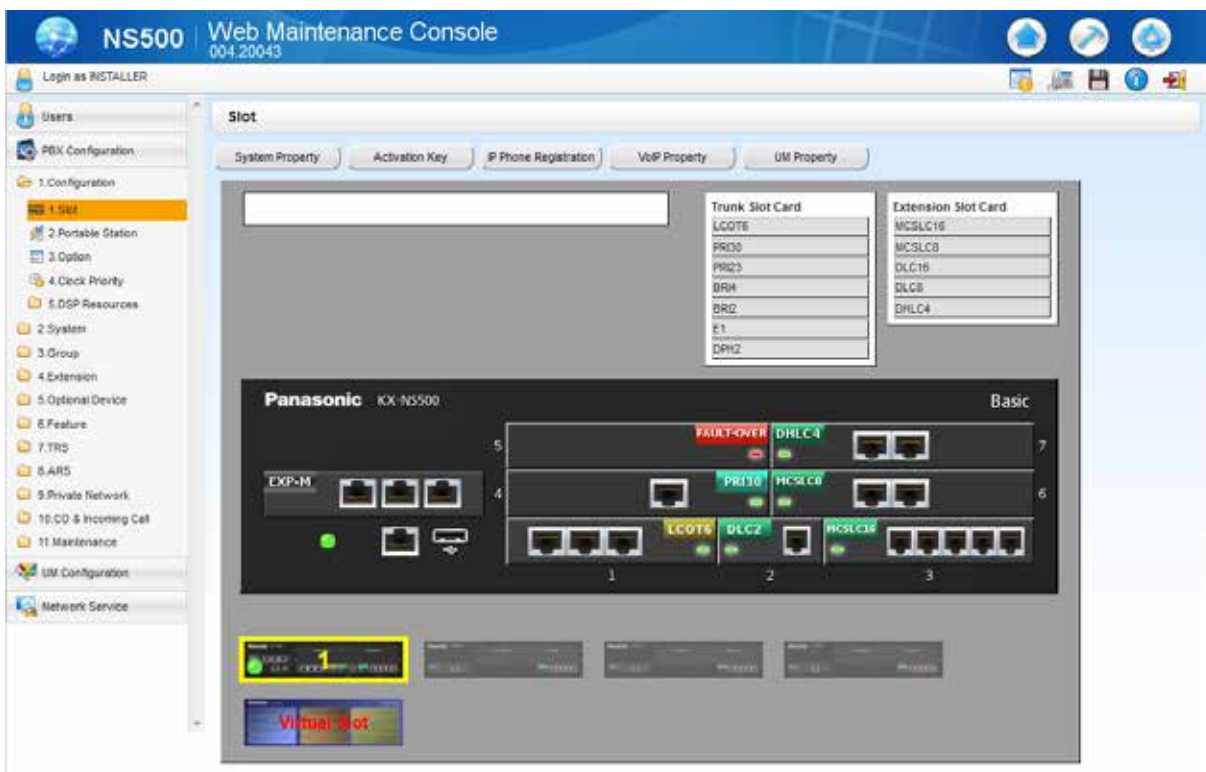 NS500
Web Maintenance Console
004.20043
Login as INSTALLER
Users
PBX Configuration
1.Configuration
1.Slot
2.Portable Station
3.Option
4.Clock Priority
5.DSP Resources
2.System
3.Group
4.Extension
5.Optional Device
6.Feature
7.TRS
8.ARS
9.Private Network
10.CO & Incoming Call
11.Maintenance
UM Configuration
Network Service
Slot
System Property
Activation Key
IP Phone Registration
VoIP Property
UM Property
Trunk Slot Card
LCOT6
PRI30
PRI23
BRI4
BRI2
E1
DPH2
Extension Slot Card
MCSLC16
MCSLC8
DLC16
DLC8
DHLC4
Panasonic KX-NS500
Basic
5
FAULT-OVER
DHLC4
7
EXP-M
4
PRI30
MCSLC8
6
LCOT6
DLC2
MCSLC16
1
2
3
1
Virtual Slot